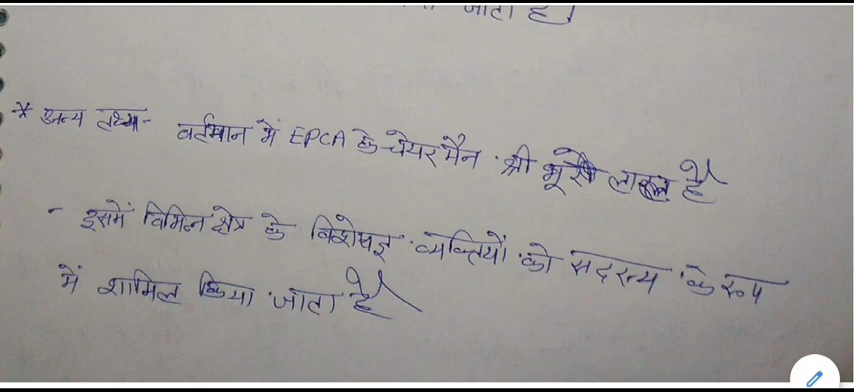 जाता है।
* अन्य तथ्य - वर्तमान में EPCA के चेयरमैन श्री भूरे लाल है
- इसमें विभिन्न क्षेत्र के विशेषज्ञ व्यक्तियों को सदस्य के रूप
में शामिल किया जाता है